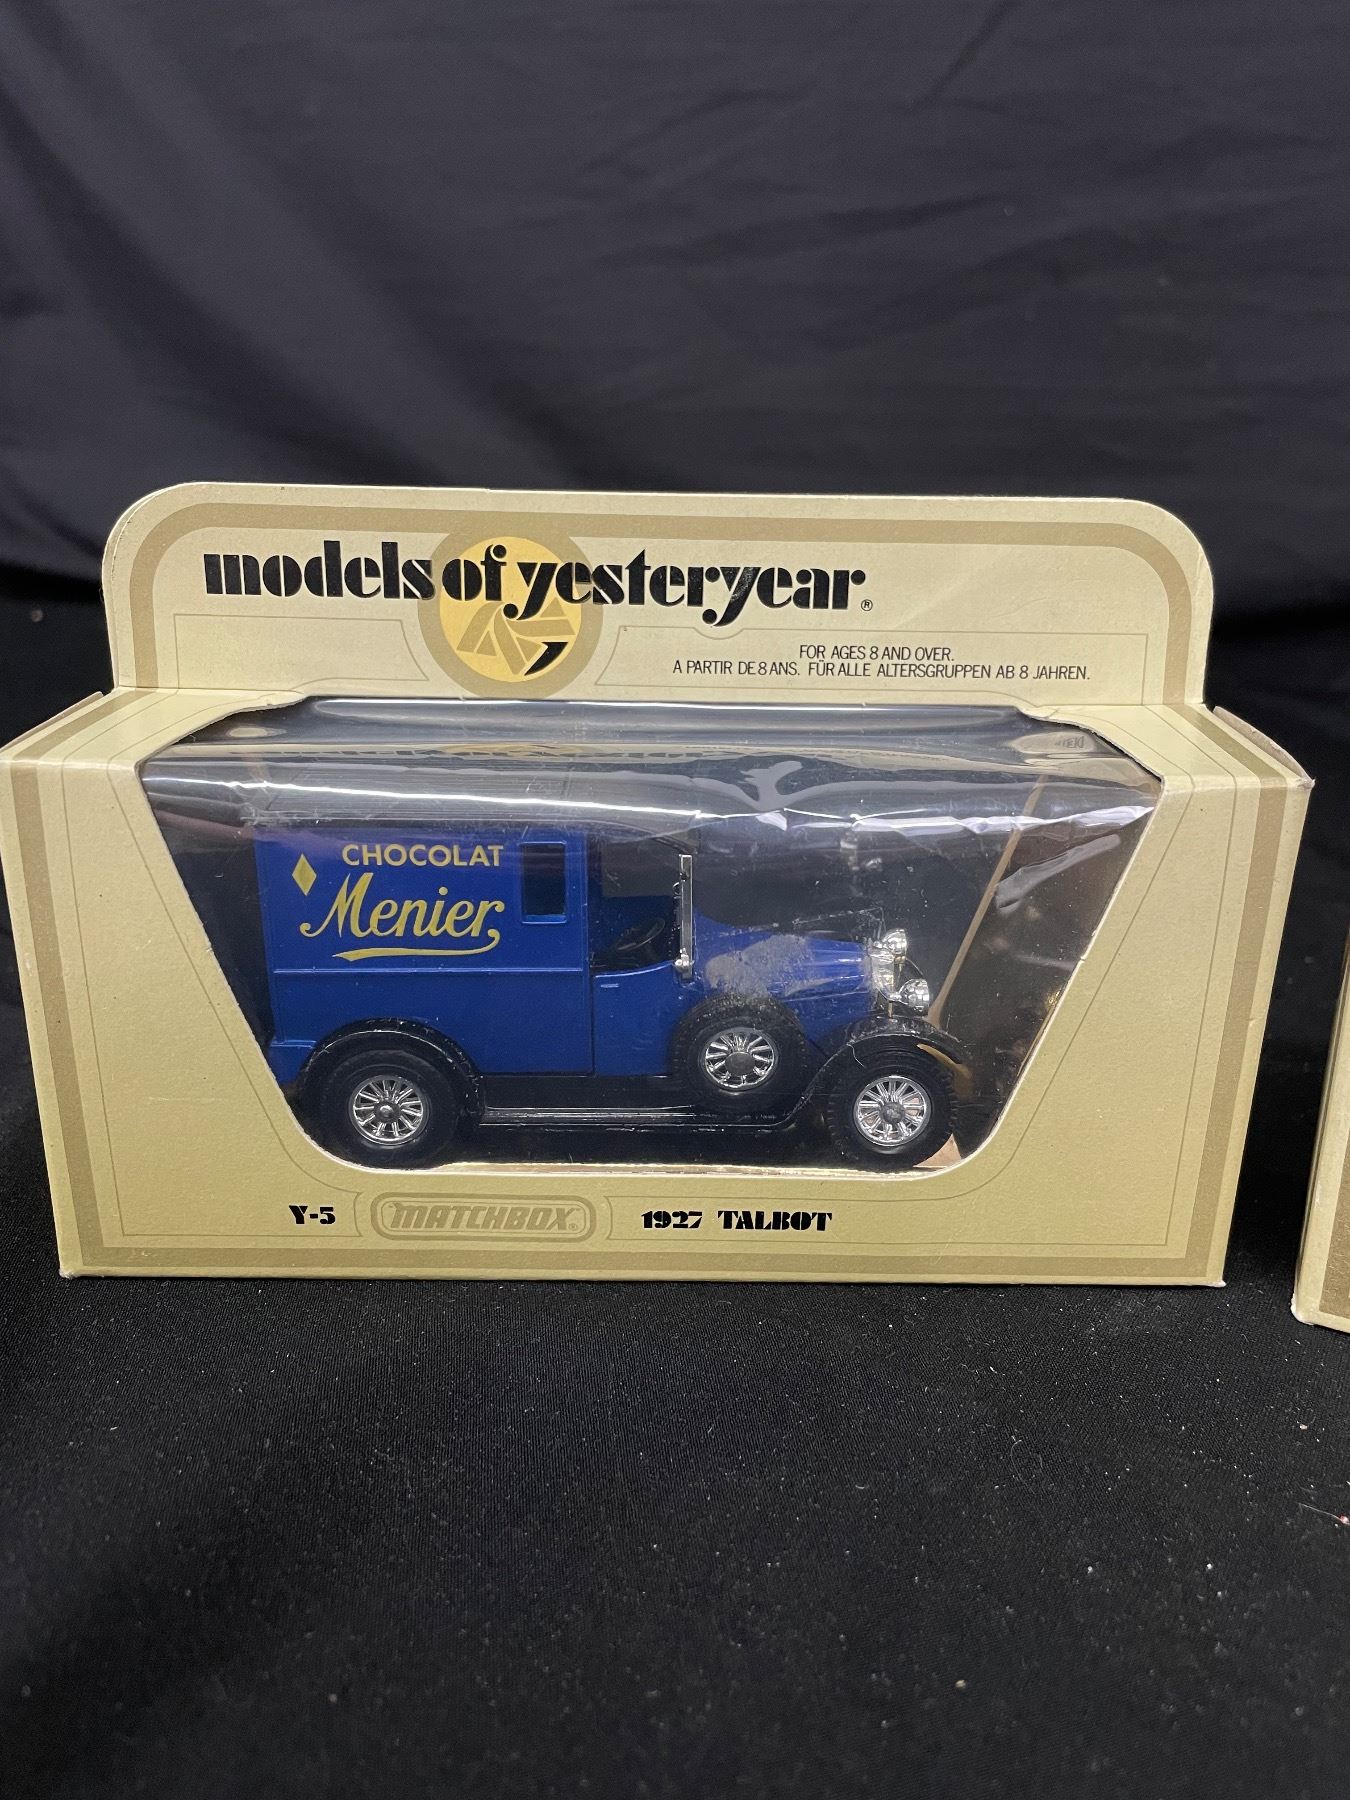 models of yesteryear®
FOR AGES 8 AND OVER.
A PARTIR DE 8 ANS. FÜR ALLE ALTERSGRUPPEN AB 8 JAHREN.
CHOCOLAT
Menier
Y-5 MATCHBOX® 1927 TALBOT